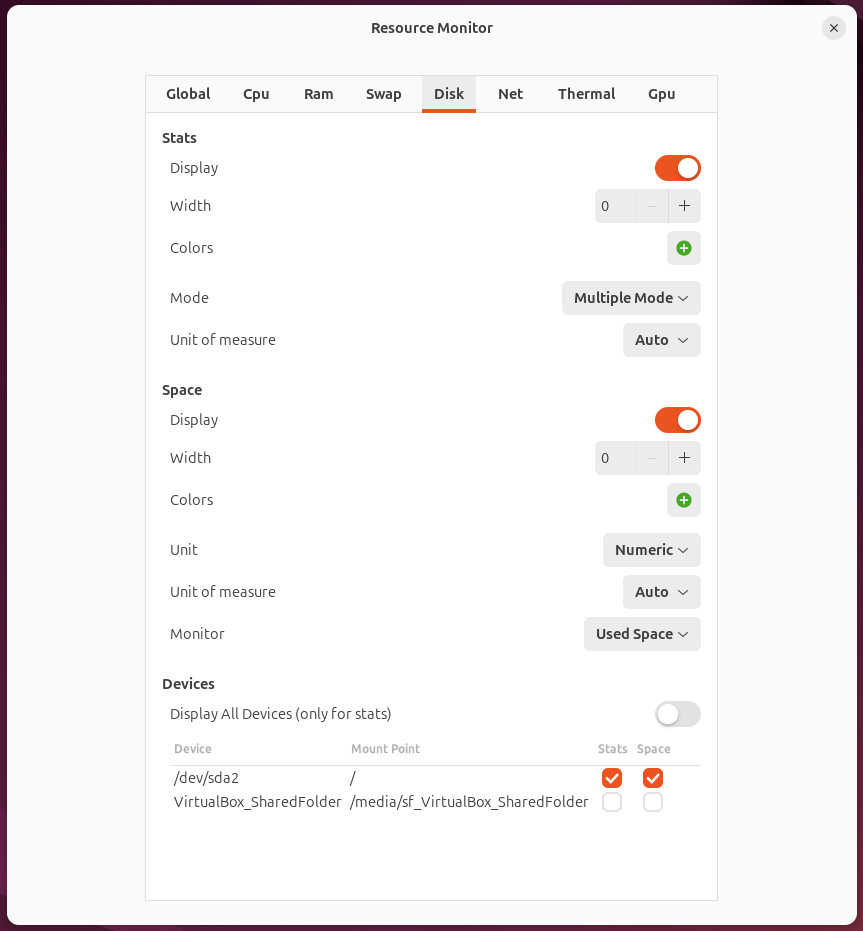 Resource Monitor
Global Cpu Ram Swap Disk Net Thermal Gpu
Stats
Display
Width 0
Colors
Mode Multiple Mode
Unit of measure Auto
Space
Display
Width 0
Colors
Unit Numeric
Unit of measure Auto
Monitor Used Space
Devices
Display All Devices (only for stats)
Device Mount Point Stats Space
/dev/sda2 /
VirtualBox_SharedFolder /media/sf_VirtualBox_SharedFolder